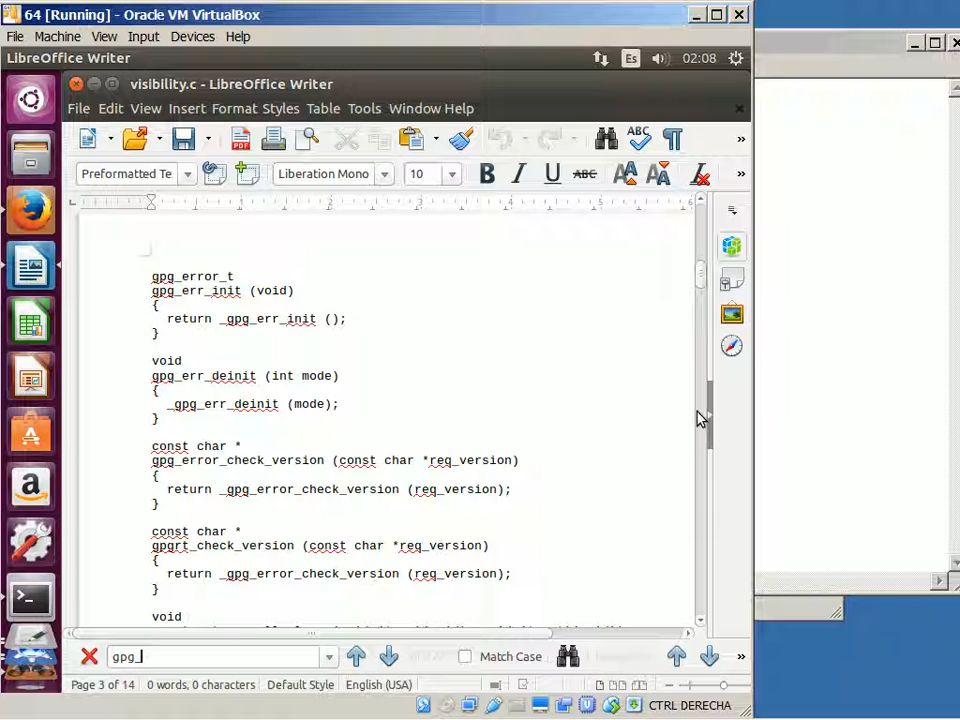 64 [Running] - Oracle VM VirtualBox
File Machine View Input Devices Help
LibreOffice Writer
Es
02:08
visibility.c - LibreOffice Writer
File Edit View Insert Format Styles Table Tools Window Help
Preformatted Te
Liberation Mono
10
gpg_error_t
gpg_err_init (void)
{
return _gpg_err_init ();
}
void
gpg_err_deinit (int mode)
{
_gpg_err_deinit (mode);
}
const char *
gpg_error_check_version (const char *req_version)
{
return _gpg_error_check_version (req_version);
}
const char *
gpgrt_check_version (const char *req_version)
{
return _gpg_error_check_version (req_version);
}
void
gpg_
Match Case
Page 3 of 14
0 words, 0 characters
Default Style
English (USA)
CTRL DERECHA